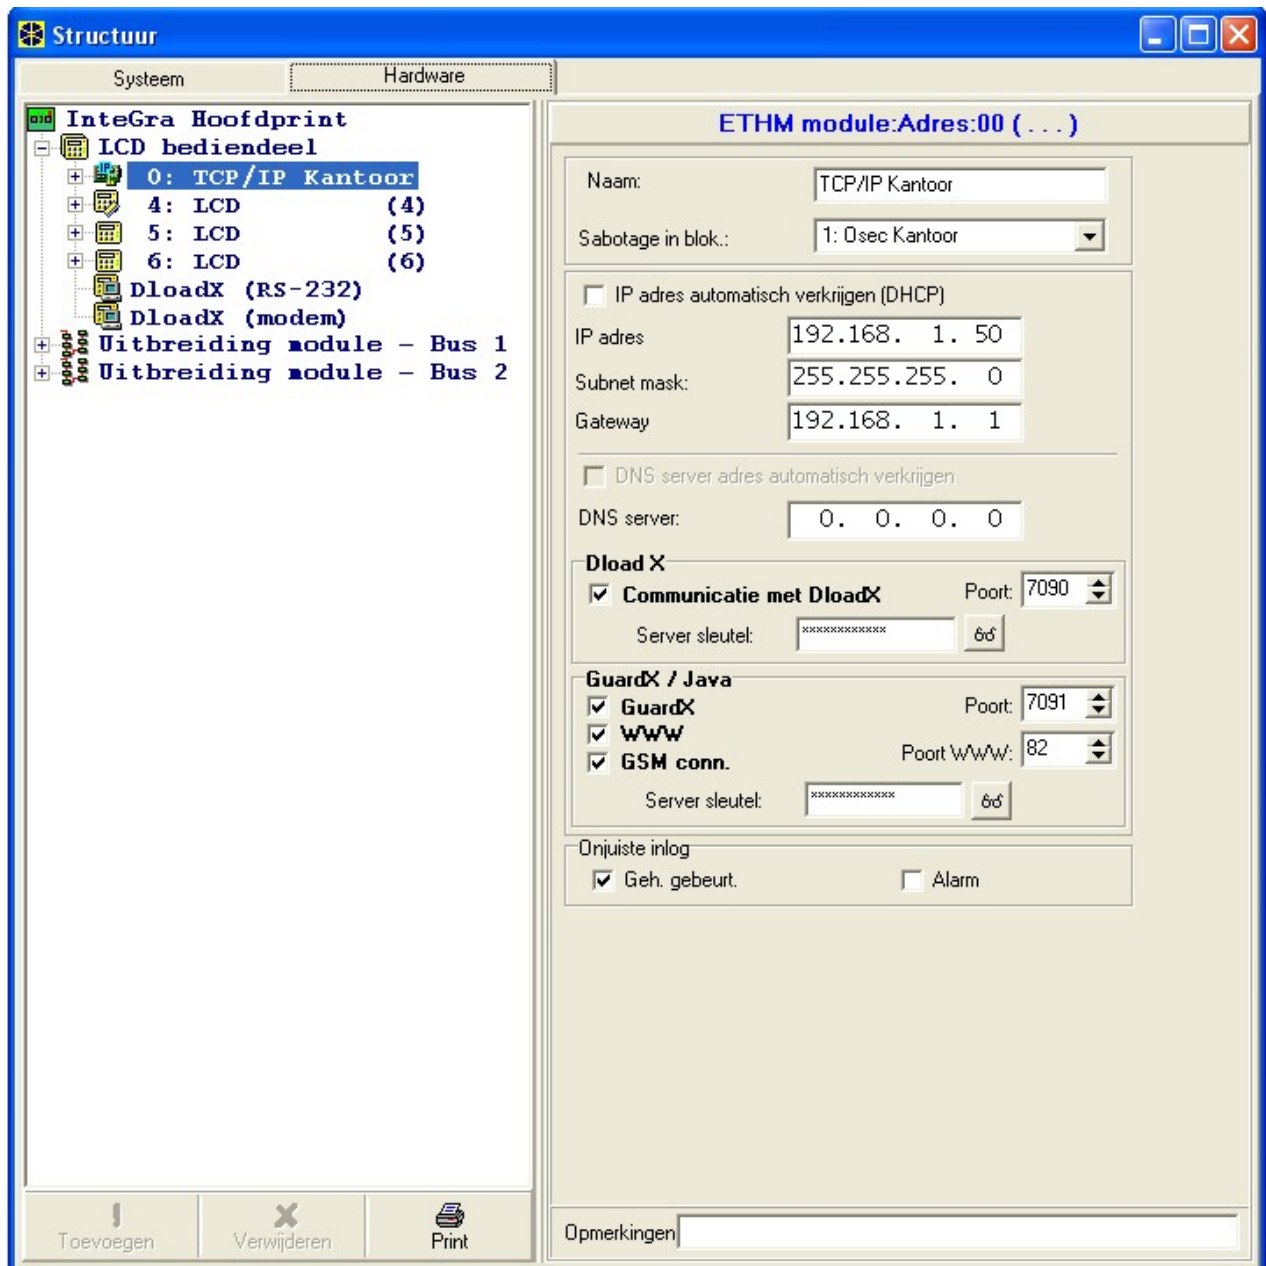 Structuur
Systeem
Hardware
InteGra Hoofdprint
LCD bediendeel
0: TCP/IP Kantoor
4: LCD (4)
5: LCD (5)
6: LCD (6)
DloadX (RS-232)
DloadX (modem)
Uitbreiding module - Bus 1
Uitbreiding module - Bus 2
Toevoegen
Verwijderen
Print
ETHM module:Adres:00 ( . . . )
Naam: TCP/IP Kantoor
Sabotage in blok.: 1: Osec Kantoor
IP adres automatisch verkrijgen (DHCP)
IP adres 192.168. 1. 50
Subnet mask: 255.255.255. 0
Gateway 192.168. 1. 1
DNS server adres automatisch verkrijgen
DNS server: 0. 0. 0. 0
Dload X
Communicatie met DloadX Poort: 7090
Server sleutel: xxxxxxxxxxxx
GuardX / Java
GuardX Poort: 7091
WWW
Poort WWW: 82
GSM conn.
Server sleutel: xxxxxxxxxxxx
Onjuiste inlog
Geh. gebeurt. Alarm
Opmerkingen